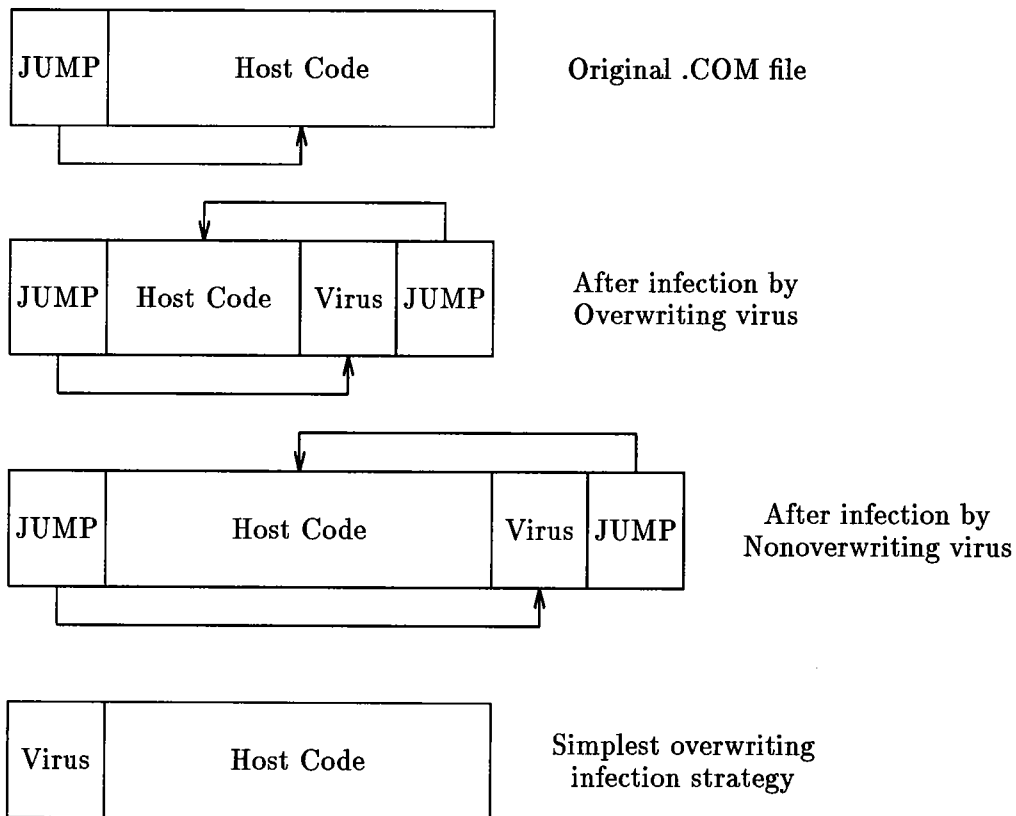 JUMP Host Code Original .COM file
JUMP Host Code Virus JUMP After infection by
Overwriting virus
JUMP Host Code Virus JUMP After infection by
Nonoverwriting virus
Virus Host Code Simplest overwriting
infection strategy